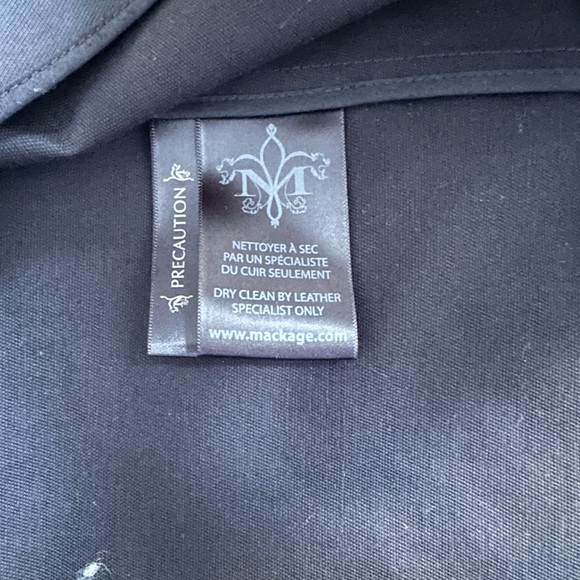 PRECAUTION
M
NETTOYER À SEC
PAR UN SPÉCIALISTE
DU CUIR SEULEMENT
DRY CLEAN BY LEATHER
SPECIALIST ONLY
www.mackage.com